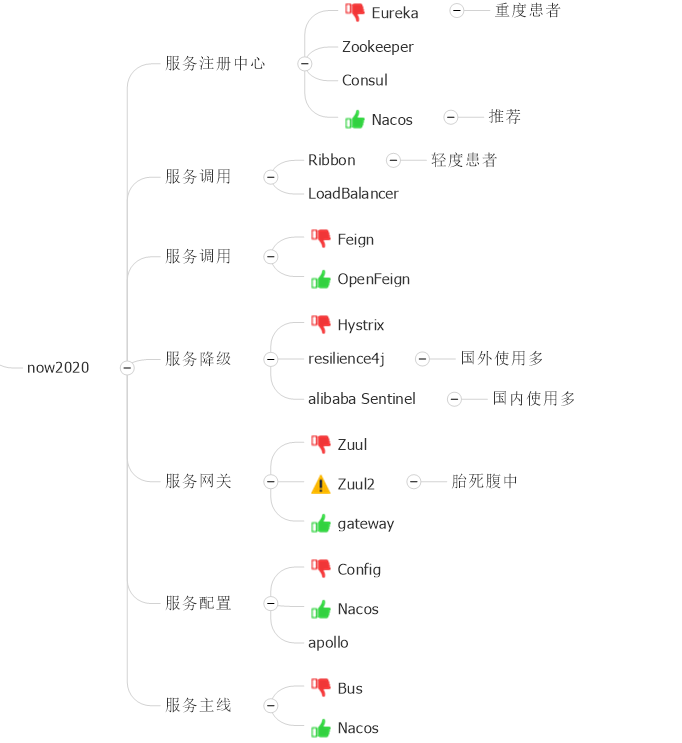 now2020
服务注册中心
Eureka
重度患者
Zookeeper
Consul
Nacos
推荐
服务调用
Ribbon
轻度患者
LoadBalancer
服务调用
Feign
OpenFeign
服务降级
Hystrix
resilience4j
国外使用多
alibaba Sentinel
国内使用多
服务网关
Zuul
Zuul2
胎死腹中
gateway
服务配置
Config
Nacos
apollo
服务主线
Bus
Nacos